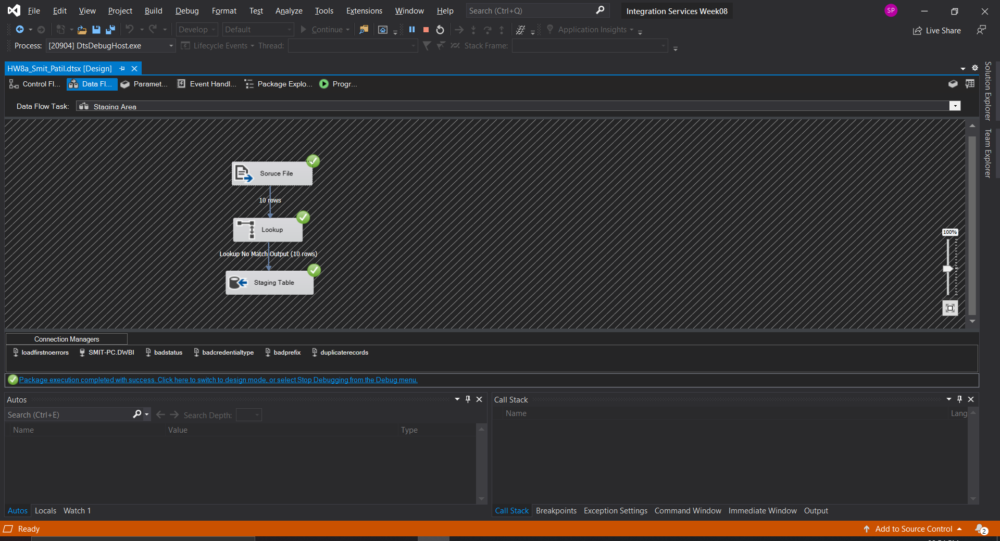 File Edit View Project Build Debug Format Test Analyze Tools Extensions Window Help Search (Ctrl+Q) Integration Services Week08 SP
Develop Default Continue Application Insights Live Share
Process: [20904] DtsDebugHost.exe Lifecycle Events Thread: Stack Frame:
HW8a_Smit_Patil.dtsx [Design]
Control Fl... Data Fl... Paramet... Event Handl... Package Explo... Progr...
Data Flow Task: Staging Area
Solution Explorer
Team Explorer
Soruce File
10 rows
Lookup
Lookup No Match Output (10 rows)
Staging Table
100%
Connection Managers
loadfirstnoerrors SMIT-PC.DWBI badstatus badcredentialtype badprefix duplicaterecords
Package execution completed with success. Click here to switch to design mode, or select Stop Debugging from the Debug menu.
Autos
Search (Ctrl+E) Search Depth:
Name Value Type
Autos Locals Watch 1
Call Stack
Name Lang
Call Stack Breakpoints Exception Settings Command Window Immediate Window Output
Ready Add to Source Control 2